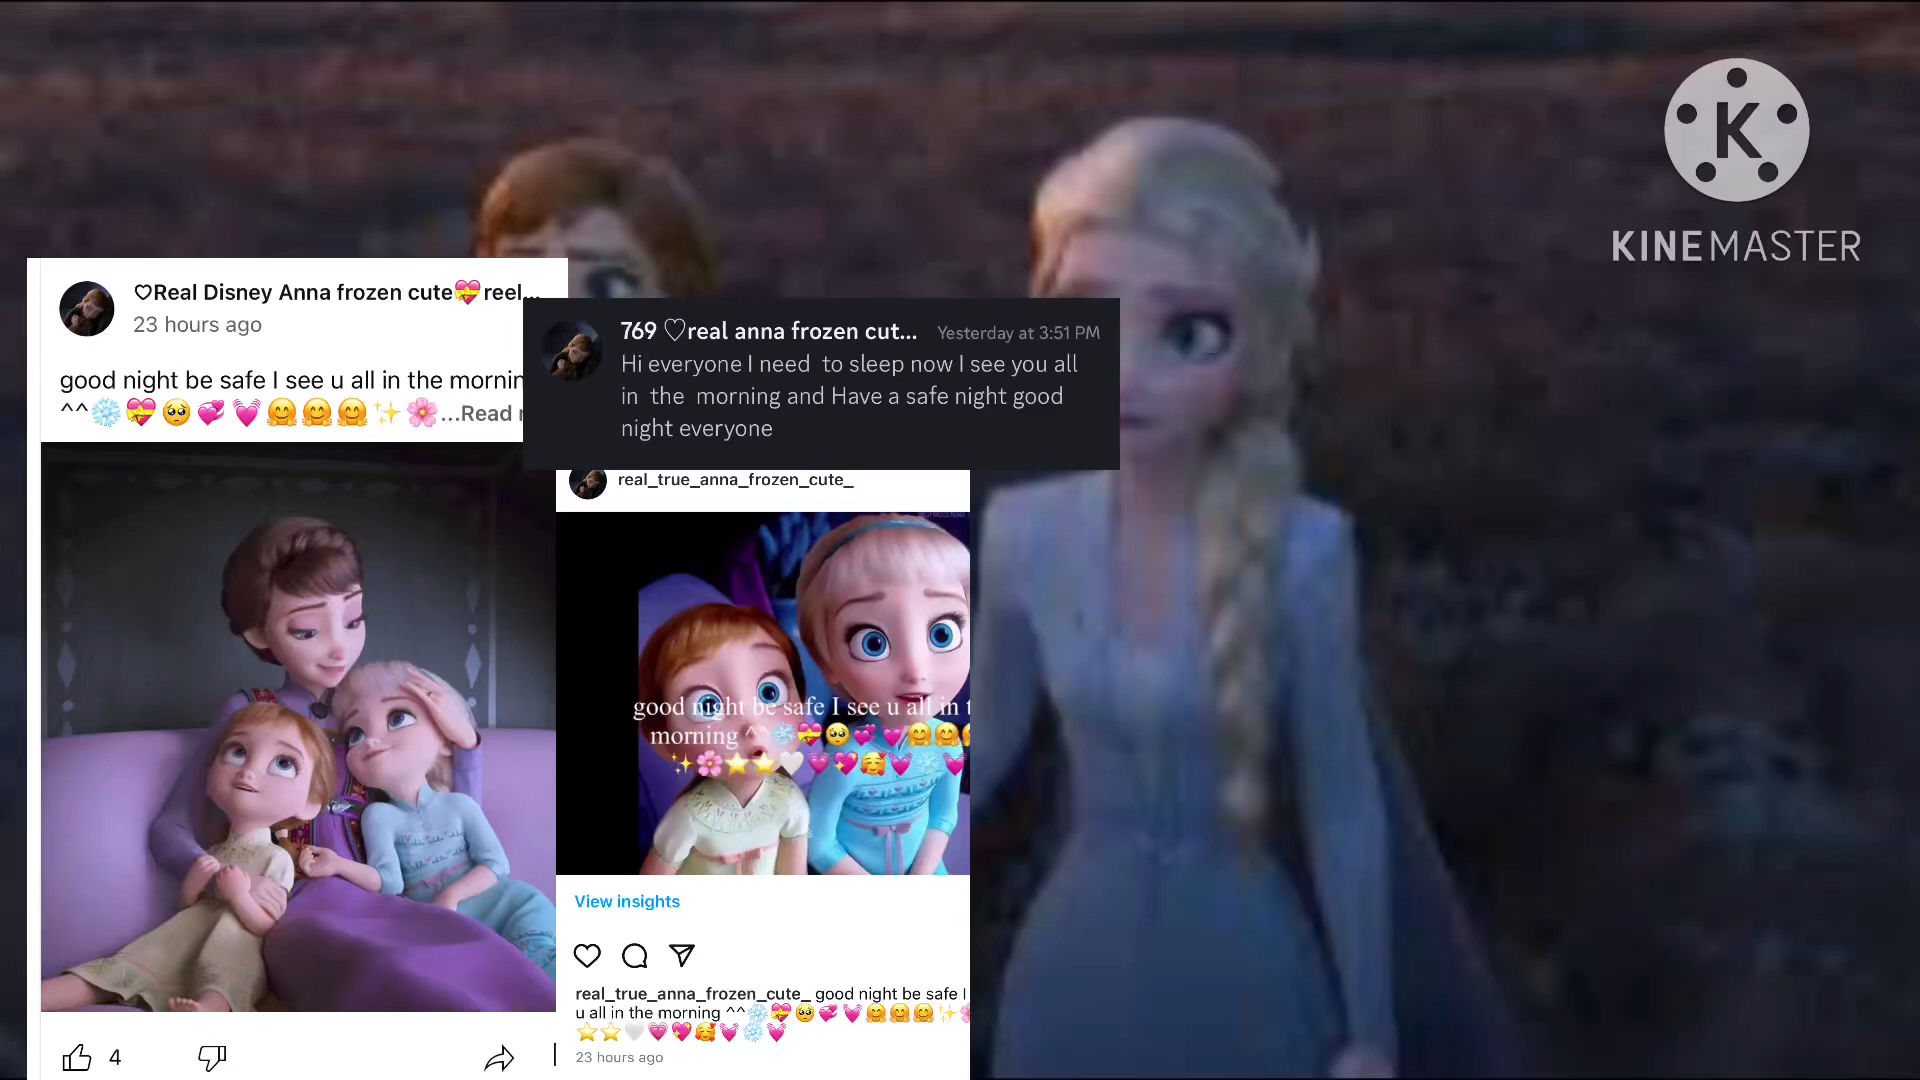 K
KINEMASTER
♡Real Disney Anna frozen cute💝reel...
23 hours ago
good night be safe I see u all in the mornin
^^❄️💝🥺💞💓🤗🤗🤗✨🌸...Read
769 ♡real anna frozen cut... Yesterday at 3:51 PM
Hi everyone I need to sleep now I see you all
in the morning and Have a safe night good
night everyone
real_true_anna_frozen_cute_
good night be safe I see u all in
morning ^^❄️💝🥺💞💓🤗🤗
✨🌸⭐⭐🤍💗💖🥰💓❄️💓
View insights
real_true_anna_frozen_cute_ good night be safe I
u all in the morning ^^❄️💝🥺💞💓🤗🤗🤗✨🌸
⭐⭐🤍💗💖🥰💓❄️💓
23 hours ago
4